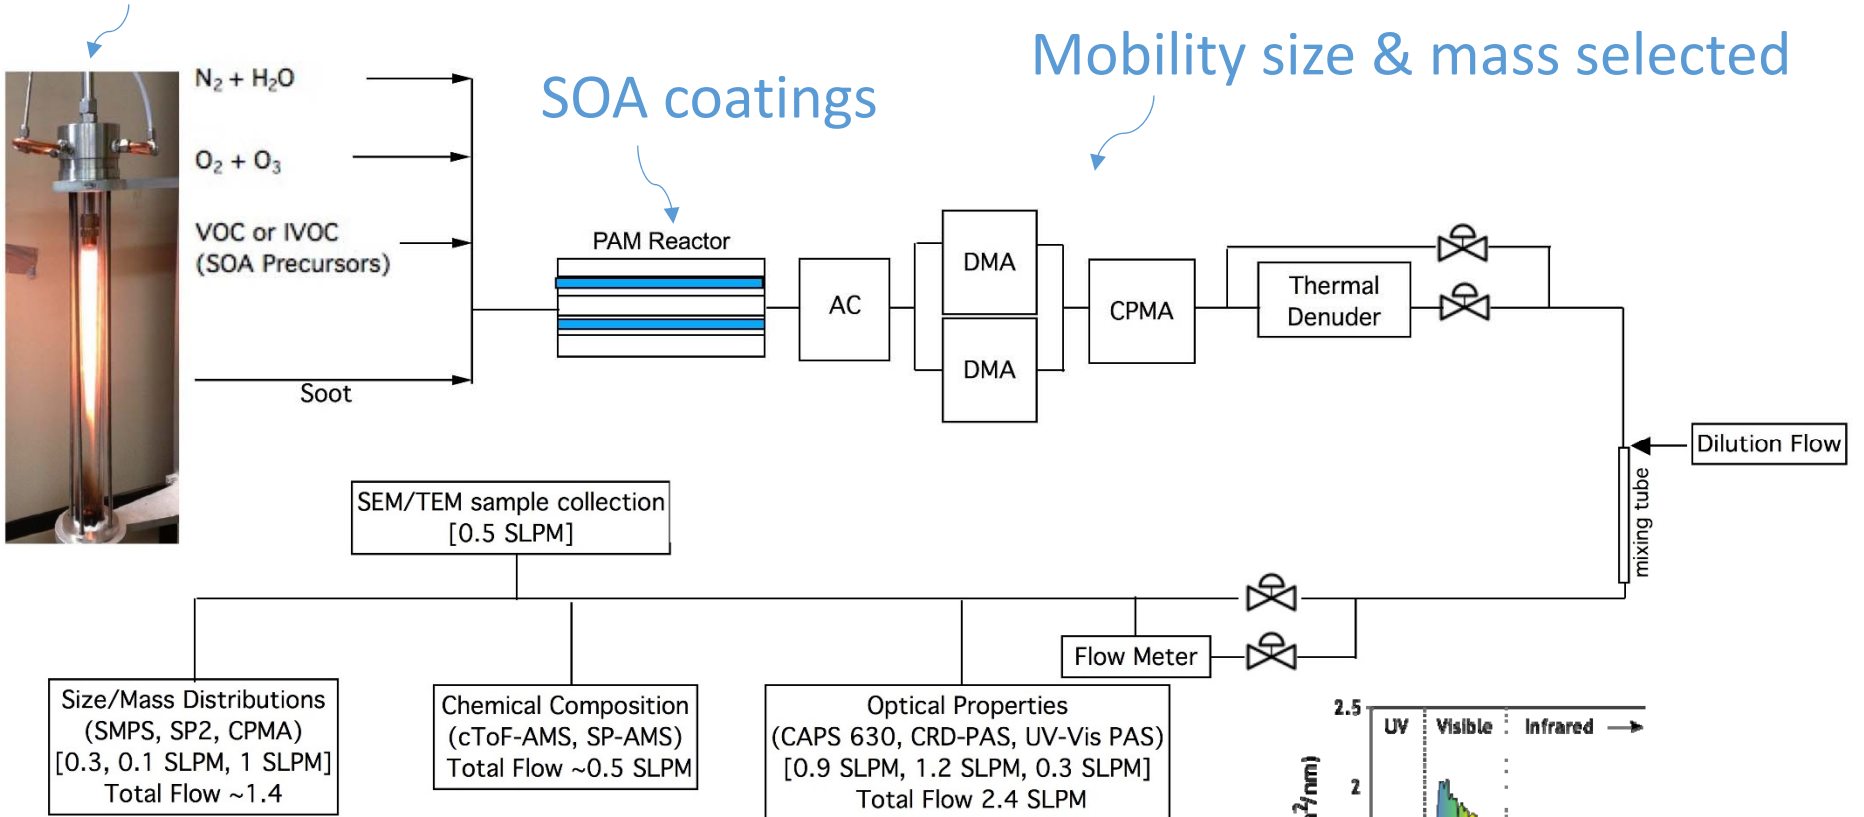 Mobility size & mass selected
SOA coatings
N₂ + H₂O
O₂ + O₃
VOC or IVOC
(SOA Precursors)
Soot
PAM Reactor
AC
DMA
DMA
CPMA
Thermal
Denuder
Dilution Flow
mixing tube
SEM/TEM sample collection
[0.5 SLPM]
Flow Meter
Size/Mass Distributions
(SMPS, SP2, CPMA)
[0.3, 0.1 SLPM, 1 SLPM]
Total Flow ~1.4
Chemical Composition
(cToF-AMS, SP-AMS)
Total Flow ~0.5 SLPM
Optical Properties
(CAPS 630, CRD-PAS, UV-Vis PAS)
[0.9 SLPM, 1.2 SLPM, 0.3 SLPM]
Total Flow 2.4 SLPM
2.5
UV
Visible
Infrared
2
²/nm)